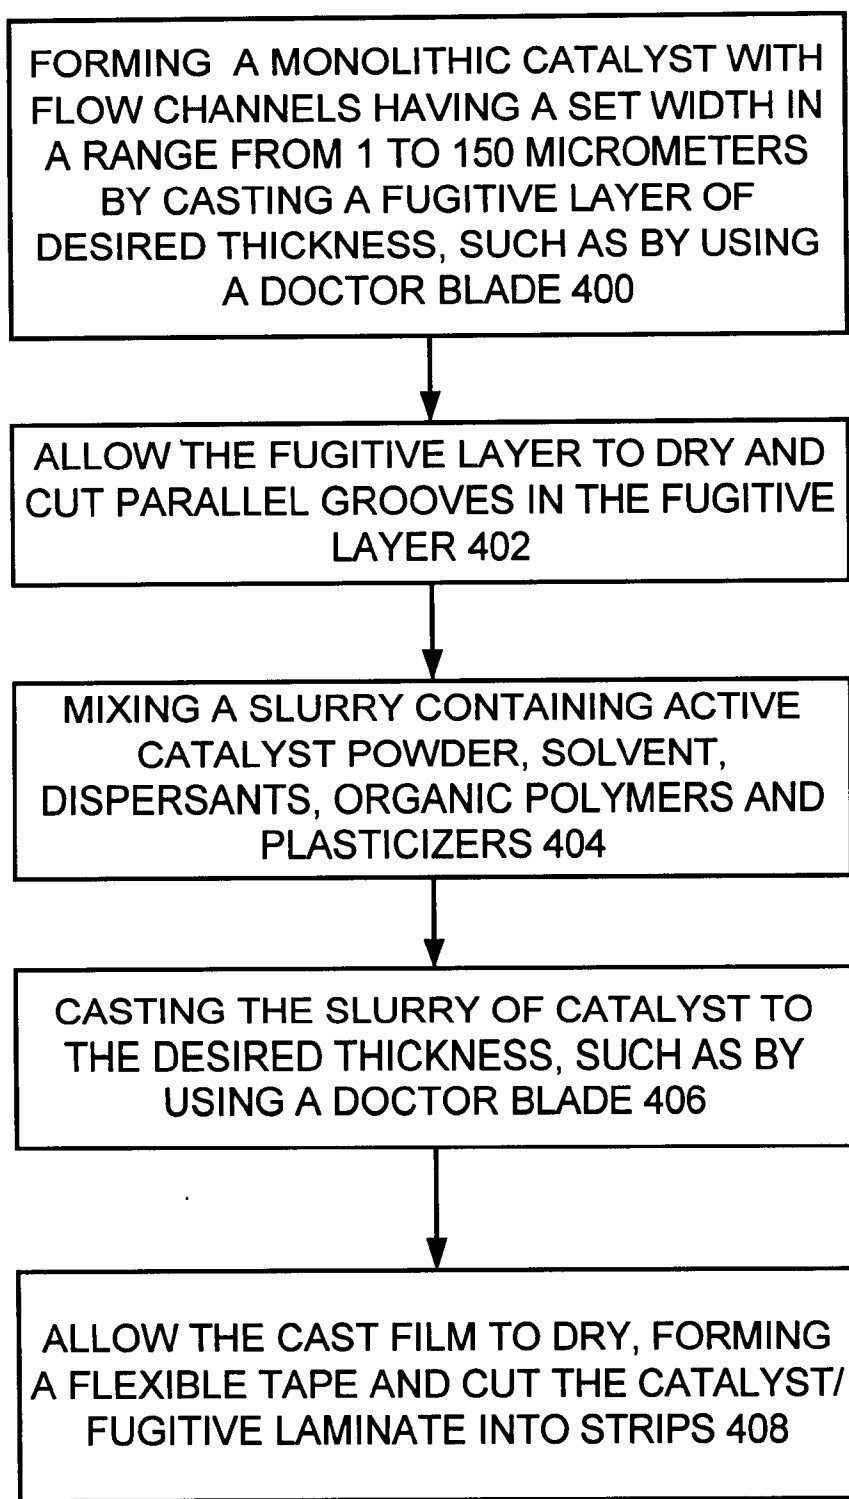 FORMING A MONOLITHIC CATALYST WITH
FLOW CHANNELS HAVING A SET WIDTH IN
A RANGE FROM 1 TO 150 MICROMETERS
BY CASTING A FUGITIVE LAYER OF
DESIRED THICKNESS, SUCH AS BY USING
A DOCTOR BLADE 400
ALLOW THE FUGITIVE LAYER TO DRY AND
CUT PARALLEL GROOVES IN THE FUGITIVE
LAYER 402
MIXING A SLURRY CONTAINING ACTIVE
CATALYST POWDER, SOLVENT,
DISPERSANTS, ORGANIC POLYMERS AND
PLASTICIZERS 404
CASTING THE SLURRY OF CATALYST TO
THE DESIRED THICKNESS, SUCH AS BY
USING A DOCTOR BLADE 406
ALLOW THE CAST FILM TO DRY, FORMING
A FLEXIBLE TAPE AND CUT THE CATALYST/
FUGITIVE LAMINATE INTO STRIPS 408